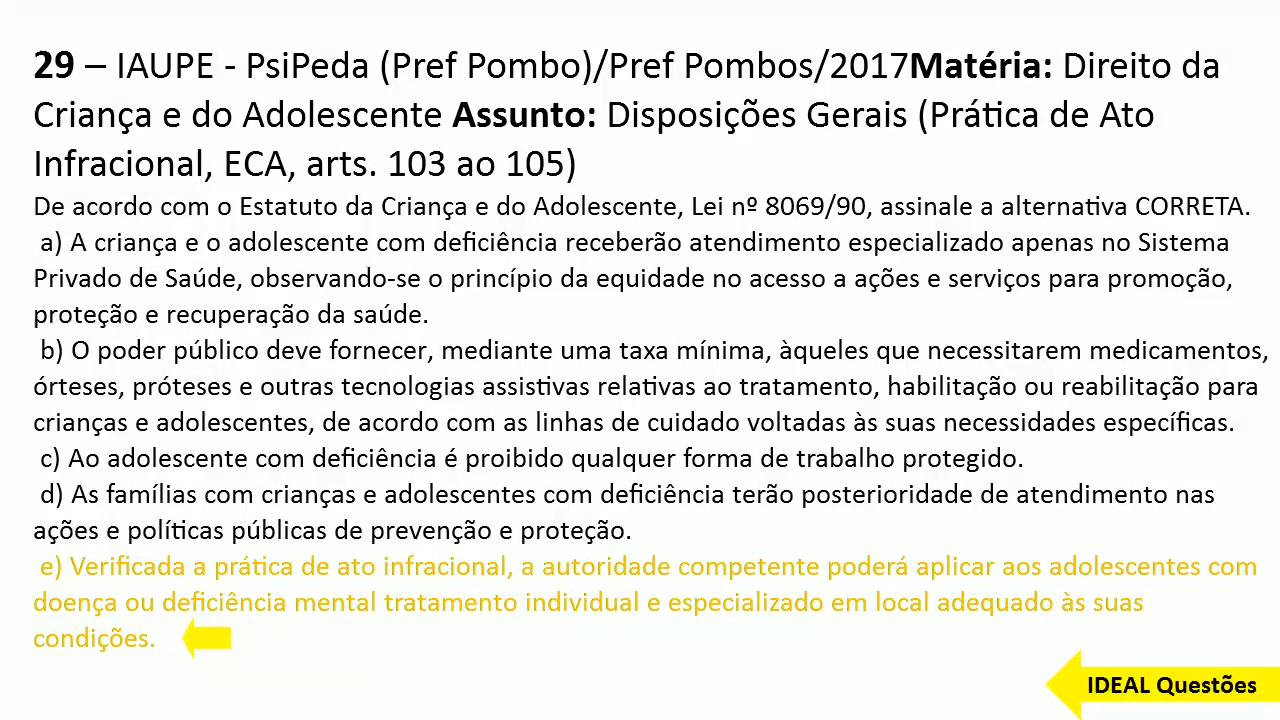 29 – IAUPE - PsiPeda (Pref Pombo)/Pref Pombos/2017Matéria: Direito da
Criança e do Adolescente Assunto: Disposições Gerais (Prática de Ato
Infracional, ECA, arts. 103 ao 105)
De acordo com o Estatuto da Criança e do Adolescente, Lei nº 8069/90, assinale a alternativa CORRETA.
a) A criança e o adolescente com deficiência receberão atendimento especializado apenas no Sistema
Privado de Saúde, observando-se o princípio da equidade no acesso a ações e serviços para promoção,
proteção e recuperação da saúde.
b) O poder público deve fornecer, mediante uma taxa mínima, àqueles que necessitarem medicamentos,
órteses, próteses e outras tecnologias assistivas relativas ao tratamento, habilitação ou reabilitação para
crianças e adolescentes, de acordo com as linhas de cuidado voltadas às suas necessidades específicas.
c) Ao adolescente com deficiência é proibido qualquer forma de trabalho protegido.
d) As famílias com crianças e adolescentes com deficiência terão posterioridade de atendimento nas
ações e políticas públicas de prevenção e proteção.
e) Verificada a prática de ato infracional, a autoridade competente poderá aplicar aos adolescentes com
doença ou deficiência mental tratamento individual e especializado em local adequado às suas
condições.
IDEAL Questões